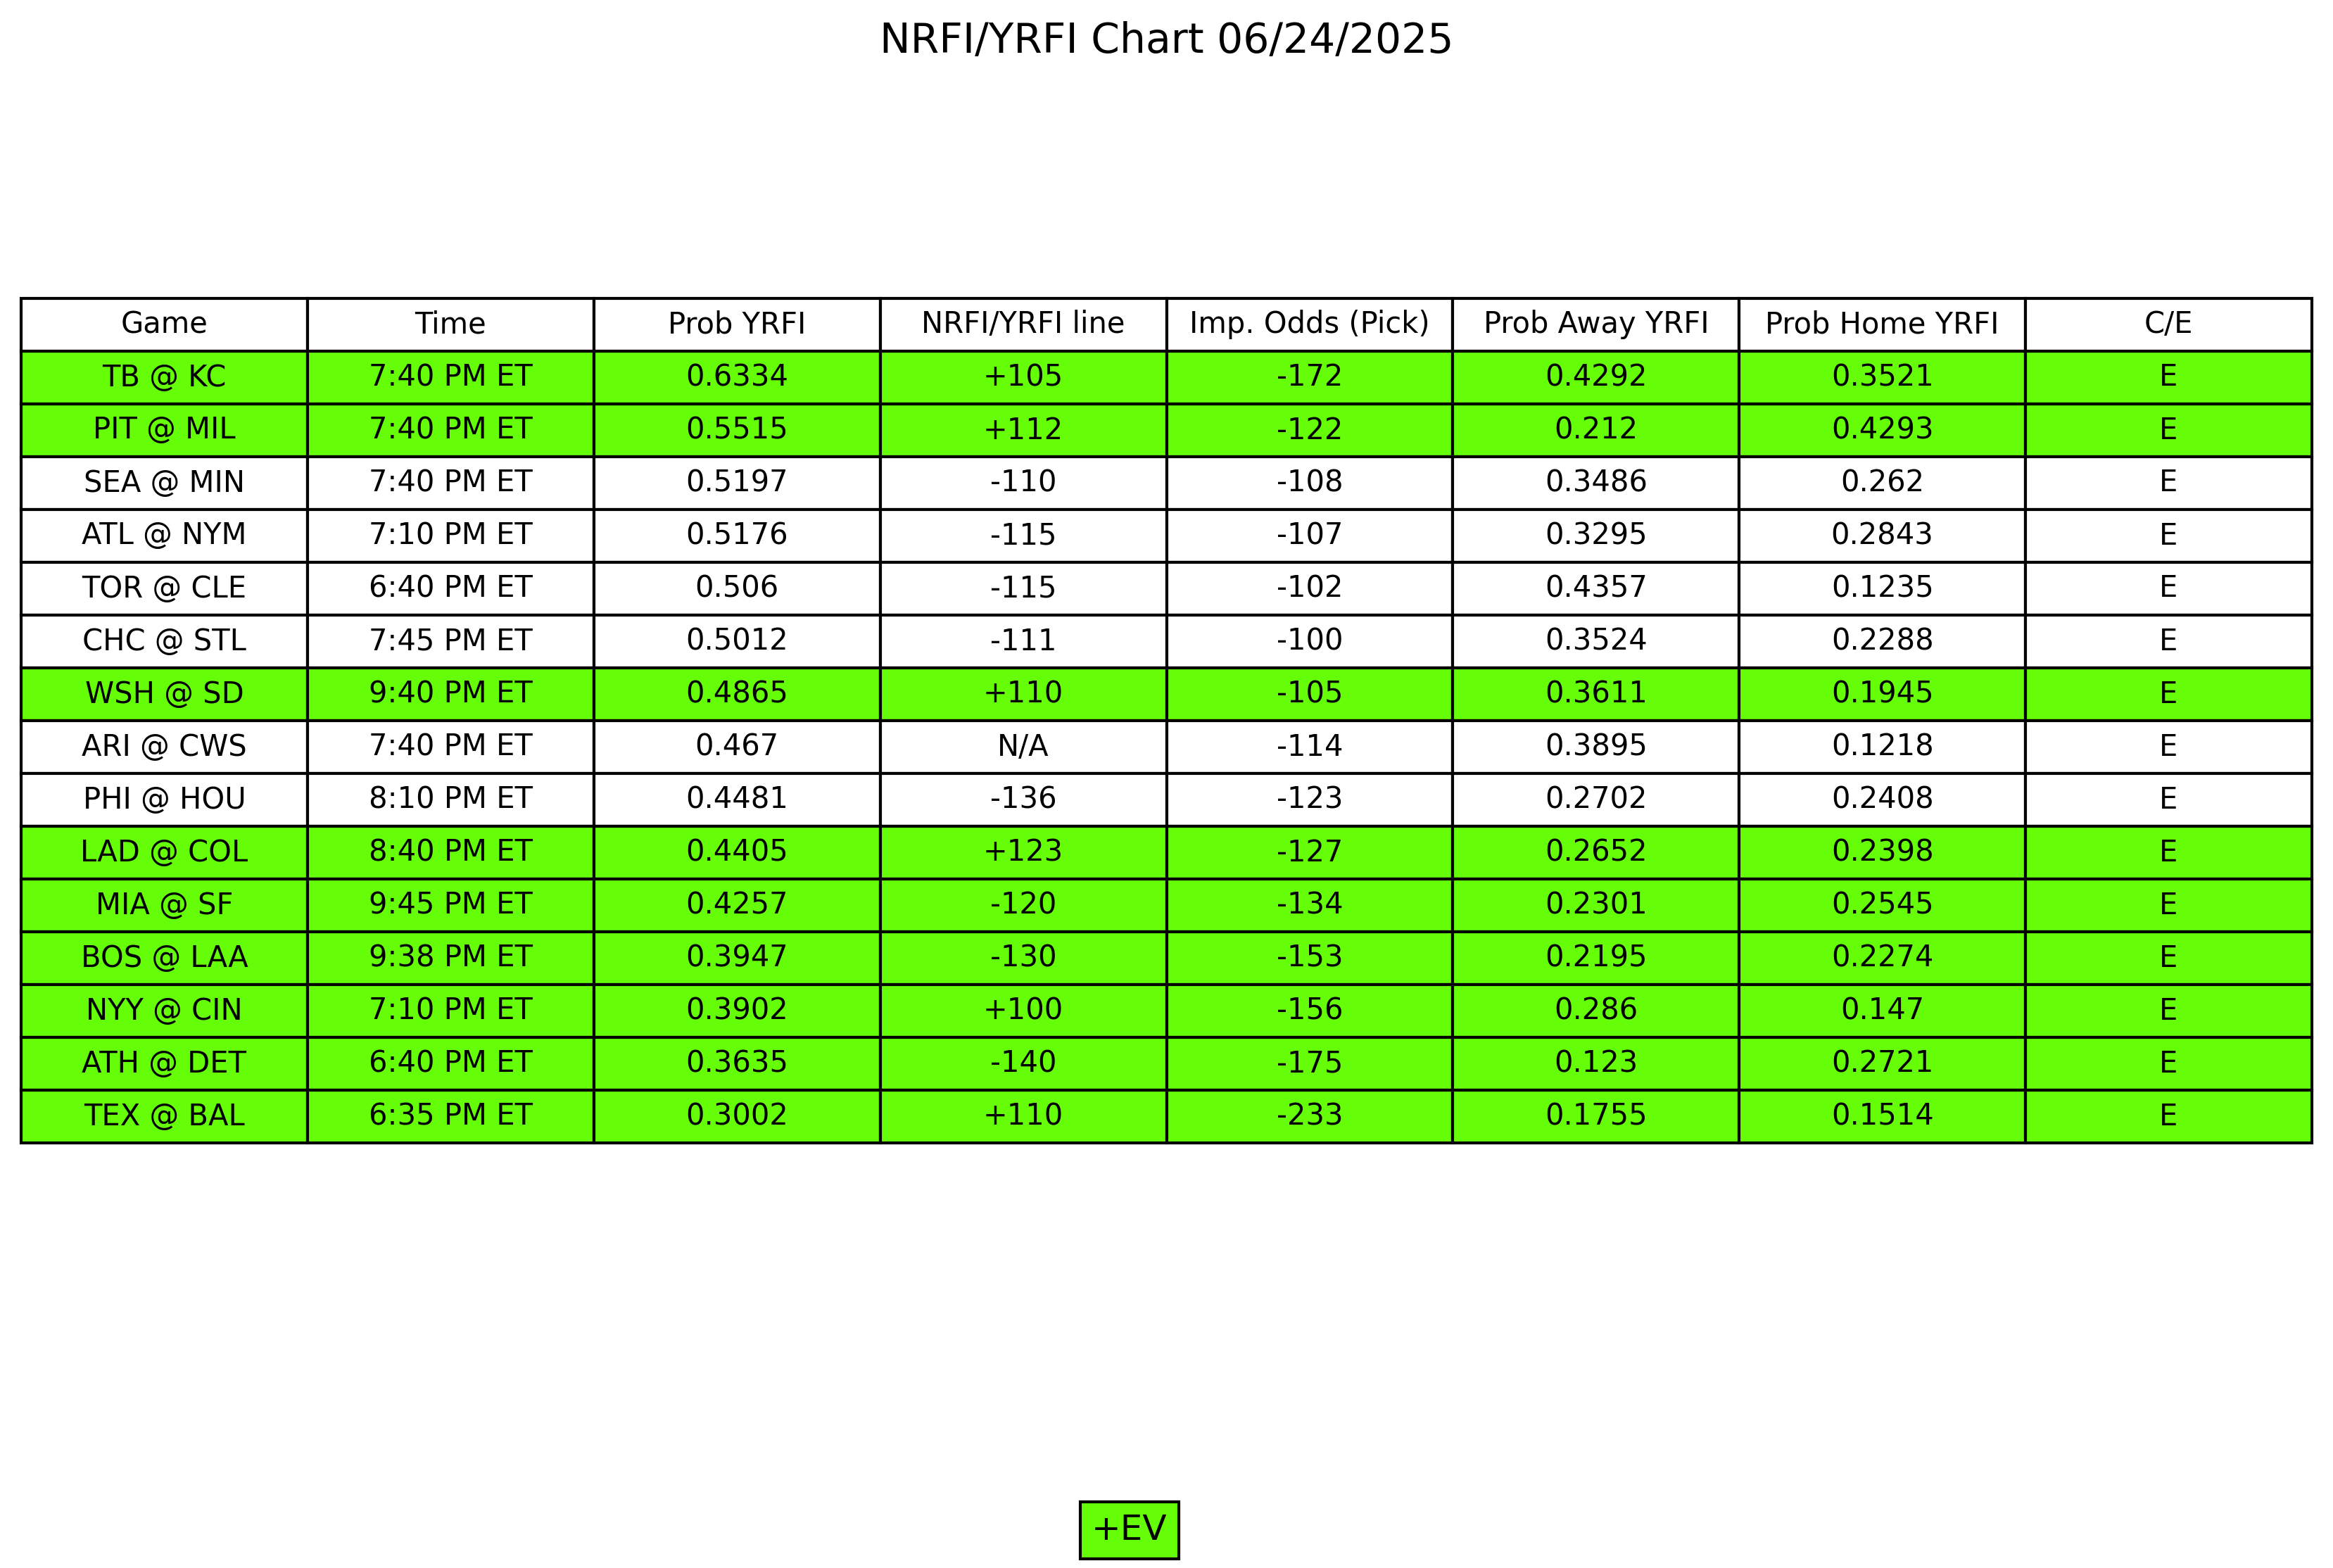 NRFI/YRFI Chart 06/24/2025
Game Time Prob YRFI NRFI/YRFI line Imp. Odds (Pick) Prob Away YRFI Prob Home YRFI C/E
TB @ KC 7:40 PM ET 0.6334 +105 -172 0.4292 0.3521 E
PIT @ MIL 7:40 PM ET 0.5515 +112 -122 0.212 0.4293 E
SEA @ MIN 7:40 PM ET 0.5197 -110 -108 0.3486 0.262 E
ATL @ NYM 7:10 PM ET 0.5176 -115 -107 0.3295 0.2843 E
TOR @ CLE 6:40 PM ET 0.506 -115 -102 0.4357 0.1235 E
CHC @ STL 7:45 PM ET 0.5012 -111 -100 0.3524 0.2288 E
WSH @ SD 9:40 PM ET 0.4865 +110 -105 0.3611 0.1945 E
ARI @ CWS 7:40 PM ET 0.467 N/A -114 0.3895 0.1218 E
PHI @ HOU 8:10 PM ET 0.4481 -136 -123 0.2702 0.2408 E
LAD @ COL 8:40 PM ET 0.4405 +123 -127 0.2652 0.2398 E
MIA @ SF 9:45 PM ET 0.4257 -120 -134 0.2301 0.2545 E
BOS @ LAA 9:38 PM ET 0.3947 -130 -153 0.2195 0.2274 E
NYY @ CIN 7:10 PM ET 0.3902 +100 -156 0.286 0.147 E
ATH @ DET 6:40 PM ET 0.3635 -140 -175 0.123 0.2721 E
TEX @ BAL 6:35 PM ET 0.3002 +110 -233 0.1755 0.1514 E
+EV